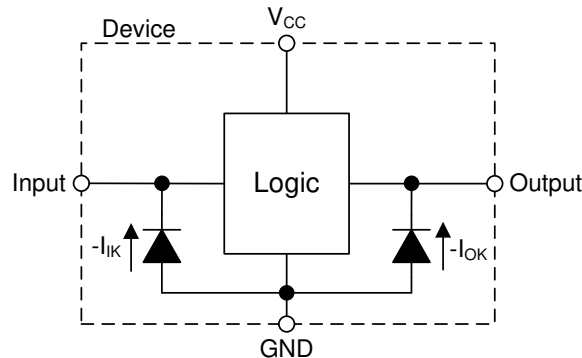 V_CC
Device
Input
Logic
Output
-I_IK
-I_OK
GND